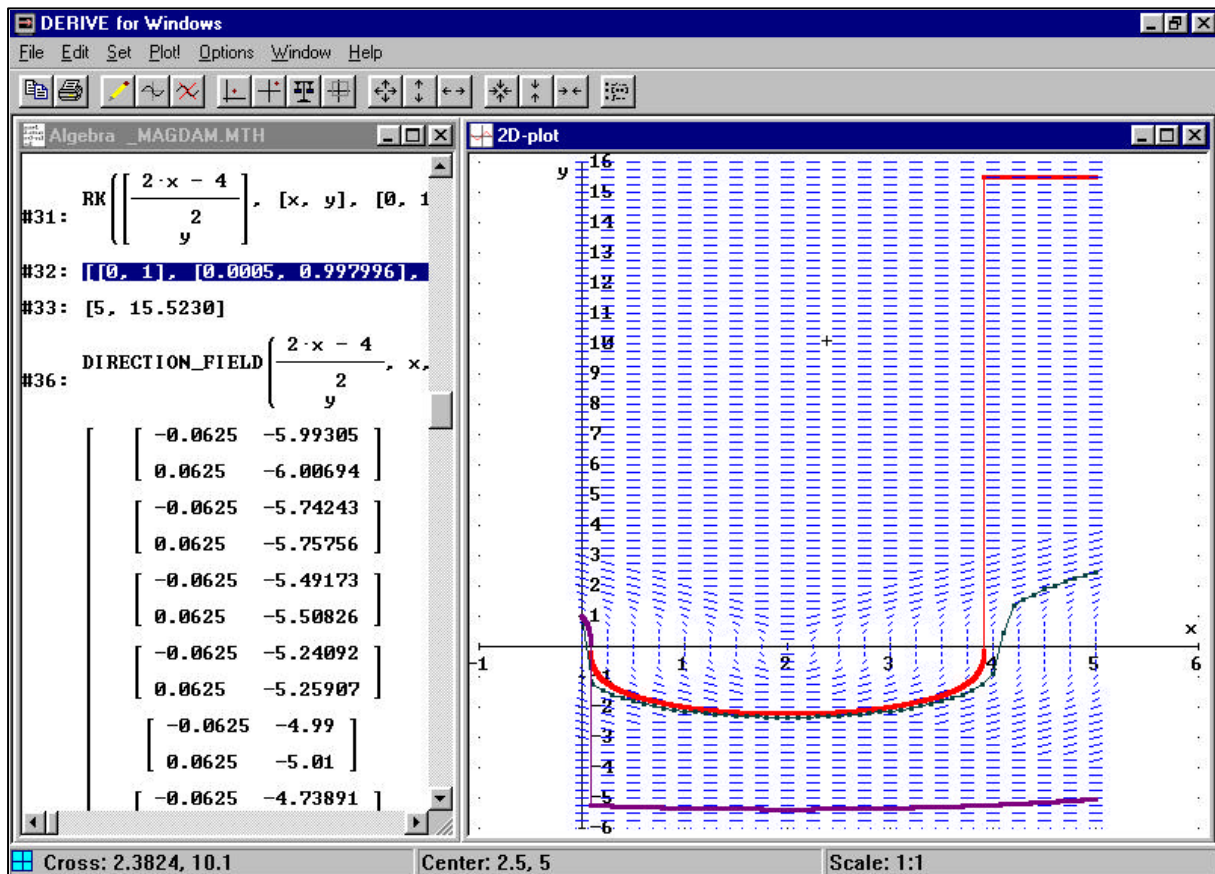 DERIVE for Windows
File Edit Set Plot! Options Window Help
Algebra _MAGDAM.MTH
#31: RK([ 2·x - 4
2
y ], [x, y], [0, 1
#32: [[0, 1], [0.0005, 0.997996],
#33: [5, 15.5230]
#36: DIRECTION_FIELD( 2·x - 4
2
y , x,
-0.0625 -5.99305
0.0625 -6.00694
-0.0625 -5.74243
0.0625 -5.75756
-0.0625 -5.49173
0.0625 -5.50826
-0.0625 -5.24092
0.0625 -5.25907
-0.0625 -4.99
0.0625 -5.01
-0.0625 -4.73891
2D-plot
y
16
15
14
13
12
11
10
9
8
7
6
5
4
3
2
1
x
-1 1 2 3 4 5 6
-1
-2
-3
-4
-5
-6
Cross: 2.3824, 10.1
Center: 2.5, 5
Scale: 1:1